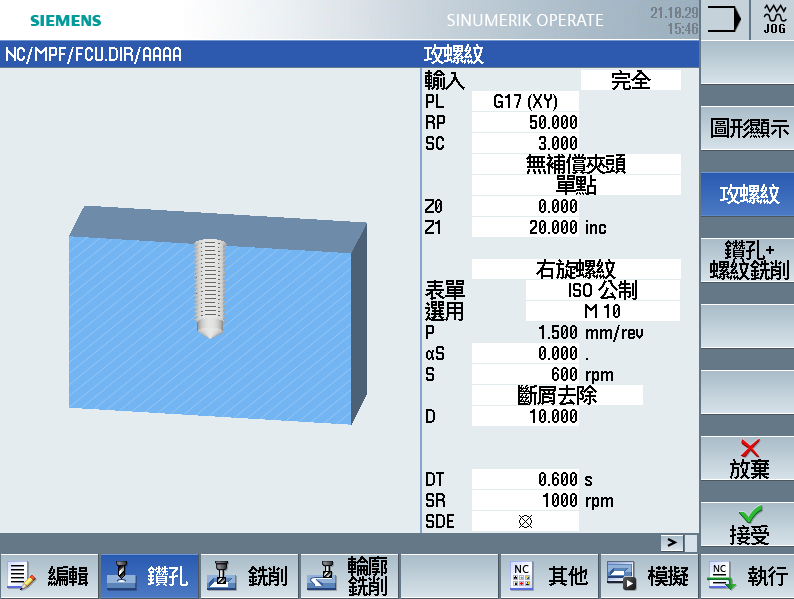 SIEMENS
SINUMERIK OPERATE
21.10.29
15:46
JOG
NC/MPF/FCU.DIR/AAAA
攻螺紋
輸入 完全
PL G17 (XY)
RP 50.000
SC 3.000
無補償夾頭
單點
Z0 0.000
Z1 20.000 inc
右旋螺紋
表單 ISO 公制
選用 M 10
P 1.500 mm/rev
αS 0.000 .
S 600 rpm
斷屑去除
D 10.000
DT 0.600 s
SR 1000 rpm
SDE
圖形顯示
攻螺紋
鑽孔+
螺紋銑削
放棄
接受
>
編輯
鑽孔
銑削
輪廓
銑削
NC
其他
模擬
NC
執行